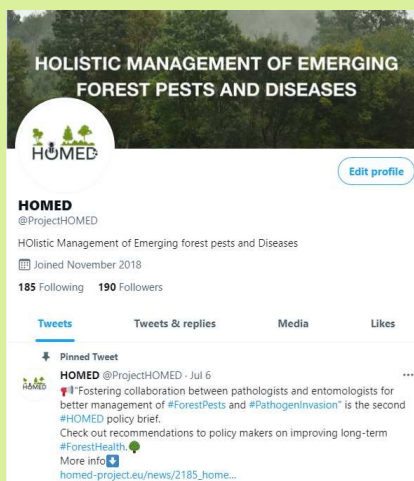 HOLISTIC MANAGEMENT OF EMERGING
FOREST PESTS AND DISEASES
HOMED
Edit profile
HOMED
@ProjectHOMED
HOlistic Management of Emerging forest pests and Diseases
Joined November 2018
185 Following 190 Followers
Tweets Tweets & replies Media Likes
Pinned Tweet
HOMED @ProjectHOMED · Jul 6 ...
HOMED
"Fostering collaboration between pathologists and entomologists for
better management of #ForestPests and #PathogenInvasion" is the second
#HOMED policy brief.
Check out recommendations to policy makers on improving long-term
#ForestHealth.
More info
homed-project.eu/news/2185_home...